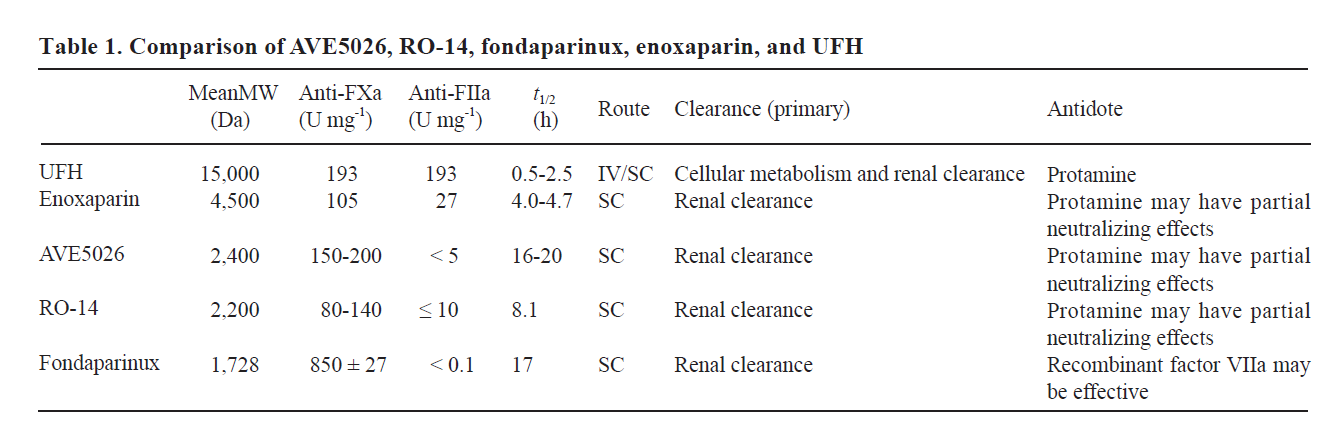 Table 1. Comparison of AVE5026, RO-14, fondaparinux, enoxaparin, and UFH
MeanMW (Da) Anti-FXa (U mg-1) Anti-FIIa (U mg-1) t1/2 (h) Route Clearance (primary) Antidote
UFH 15,000 193 193 0.5-2.5 IV/SC Cellular metabolism and renal clearance Protamine
Enoxaparin 4,500 105 27 4.0-4.7 SC Renal clearance Protamine may have partial
neutralizing effects
AVE5026 2,400 150-200 < 5 16-20 SC Renal clearance Protamine may have partial
neutralizing effects
RO-14 2,200 80-140 ≤ 10 8.1 SC Renal clearance Protamine may have partial
neutralizing effects
Fondaparinux 1,728 850 ± 27 < 0.1 17 SC Renal clearance Recombinant factor VIIa may
be effective